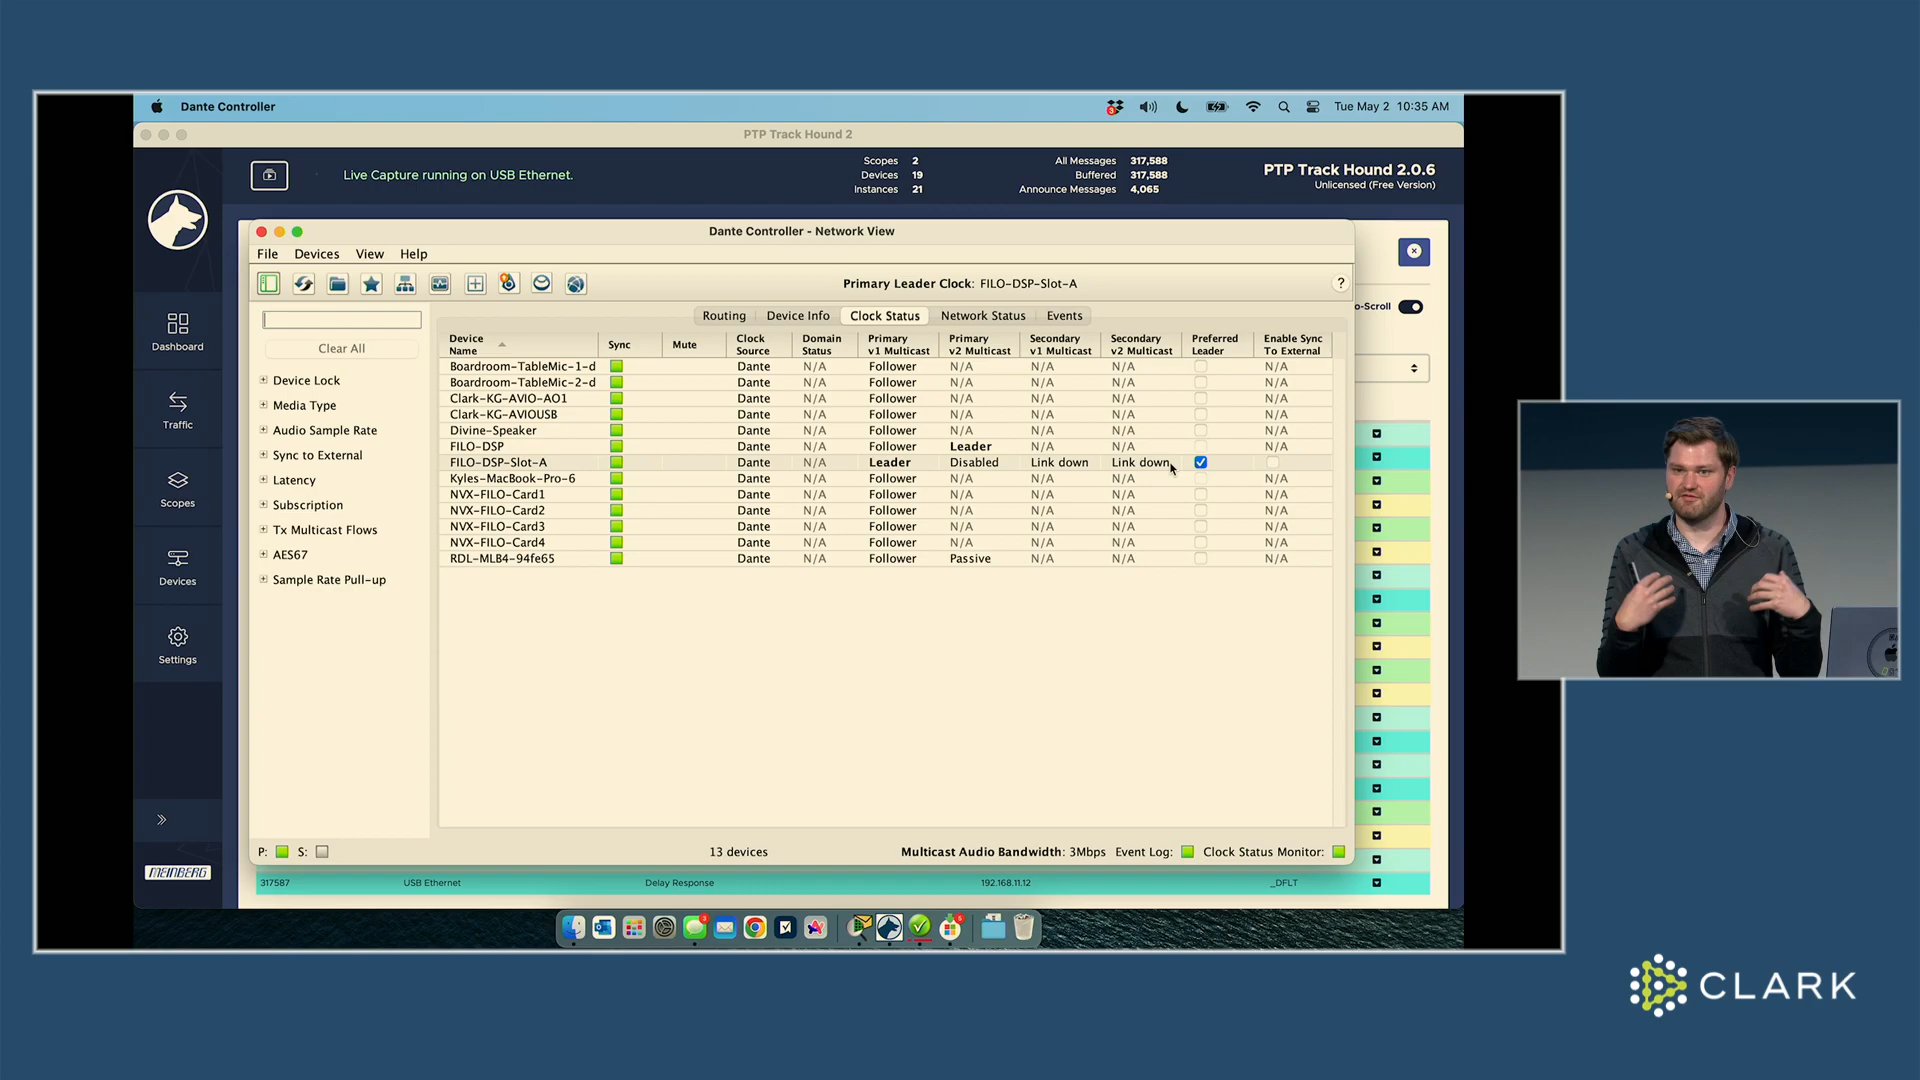 Dante Controller
Tue May 2 10:35 AM
PTP Track Hound 2
Live Capture running on USB Ethernet.
Scopes 2
Devices 19
Instances 21
All Messages 317,588
Buffered 317,588
Announce Messages 4,065
PTP Track Hound 2.0.6
Unlicensed (Free Version)
Dashboard
Traffic
Scopes
Devices
Settings
MEINBERG
o-Scroll
Dante Controller - Network View
File Devices View Help
Primary Leader Clock: FILO-DSP-Slot-A
?
Routing Device Info Clock Status Network Status Events
Clear All
Device Lock
Media Type
Audio Sample Rate
Sync to External
Latency
Subscription
Tx Multicast Flows
AES67
Sample Rate Pull-up
Device Name Sync Mute Clock Source Domain Status Primary v1 Multicast Primary v2 Multicast Secondary v1 Multicast Secondary v2 Multicast Preferred Leader Enable Sync To External
Boardroom-TableMic-1-d Dante N/A Follower N/A N/A N/A N/A
Boardroom-TableMic-2-d Dante N/A Follower N/A N/A N/A N/A
Clark-KG-AVIO-AO1 Dante N/A Follower N/A N/A N/A N/A
Clark-KG-AVIOUSB Dante N/A Follower N/A N/A N/A N/A
Divine-Speaker Dante N/A Follower N/A N/A N/A N/A
FILO-DSP Dante N/A Follower Leader N/A N/A N/A
FILO-DSP-Slot-A Dante N/A Leader Disabled Link down Link down
Kyles-MacBook-Pro-6 Dante N/A Follower N/A N/A N/A N/A
NVX-FILO-Card1 Dante N/A Follower N/A N/A N/A N/A
NVX-FILO-Card2 Dante N/A Follower N/A N/A N/A N/A
NVX-FILO-Card3 Dante N/A Follower N/A N/A N/A N/A
NVX-FILO-Card4 Dante N/A Follower N/A N/A N/A N/A
RDL-MLB4-94fe65 Dante N/A Follower Passive N/A N/A N/A
P: S:
13 devices
Multicast Audio Bandwidth: 3Mbps Event Log: Clock Status Monitor:
317587 USB Ethernet Delay Response 192.168.11.12 _DFLT
CLARK